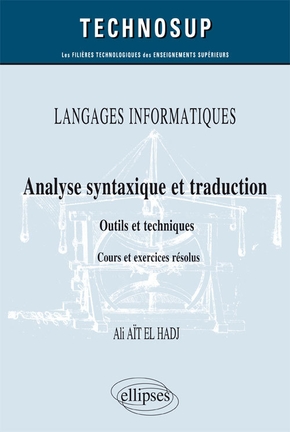 TECHNOSUP
Les FILIÈRES TECHNOLOGIQUES des ENSEIGNEMENTS SUPÉRIEURS
LANGAGES INFORMATIQUES
Analyse syntaxique et traduction
Outils et techniques
Cours et exercices résolus
Ali AÏT EL HADJ
ellipses